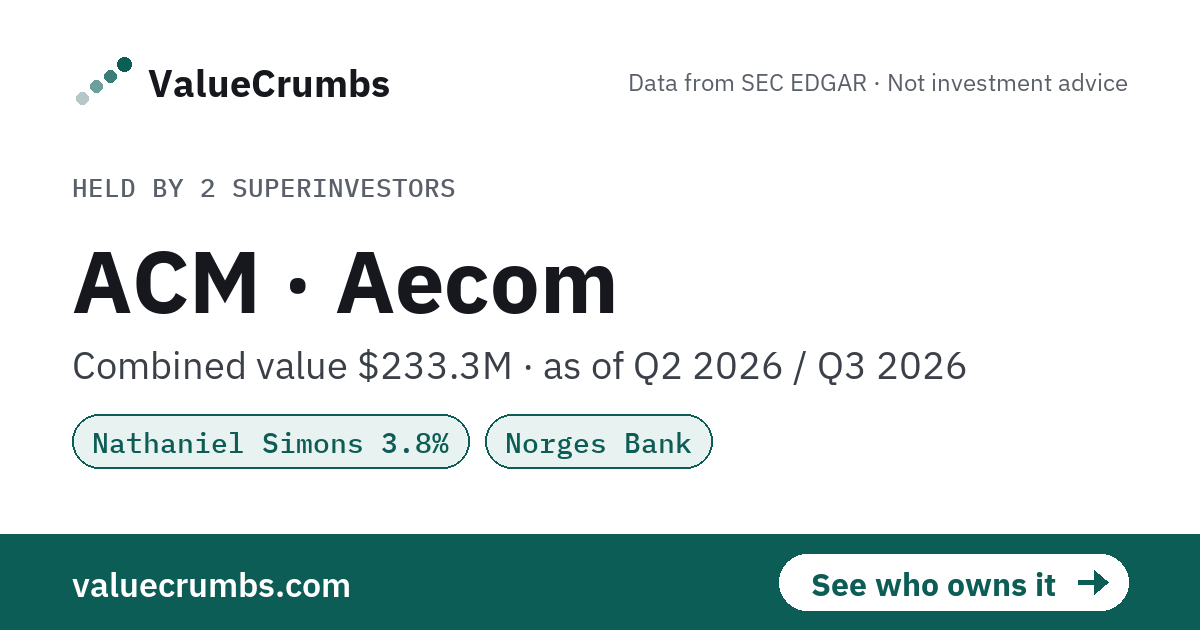 ValueCrumbs
Data from SEC EDGAR · Not investment advice
HELD BY 2 SUPERINVESTORS
ACM · Aecom
Combined value $233.3M · as of Q2 2026 / Q3 2026
Nathaniel Simons 3.8%
Norges Bank
valuecrumbs.com
See who owns it →